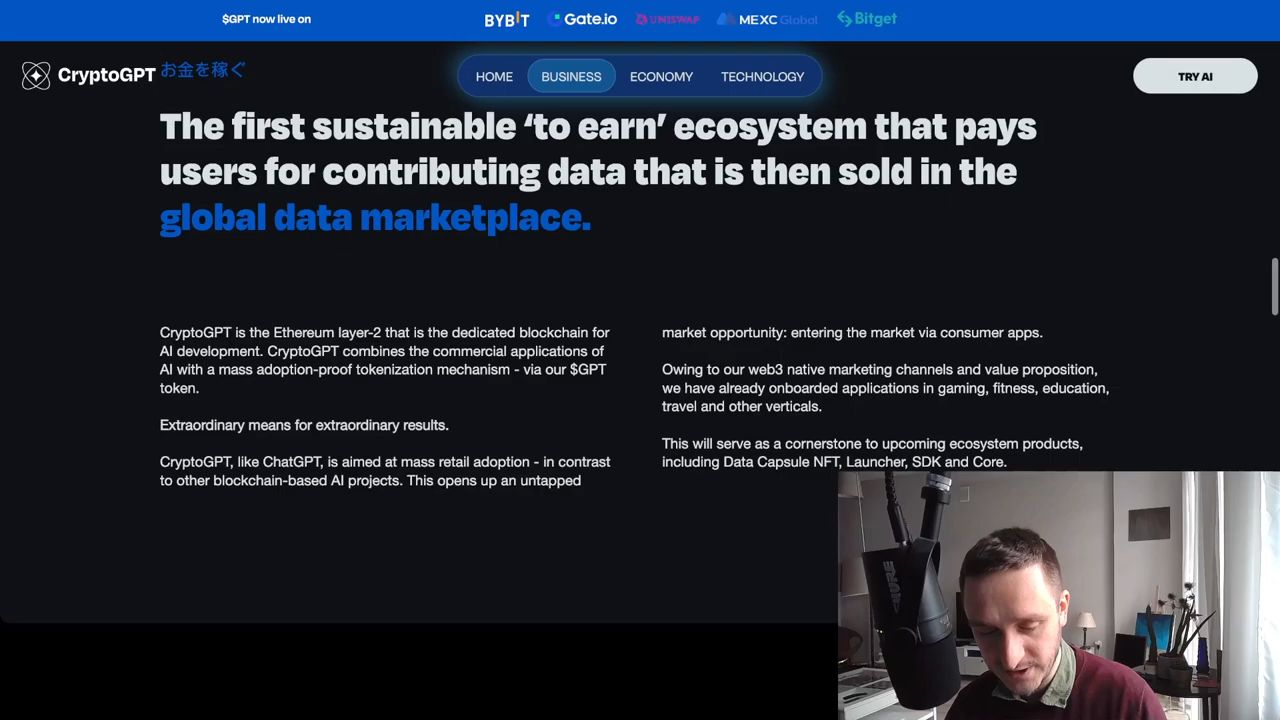 $GPT now live on
BYBIT
Gate.io
UNISWAP
MEXC Global
Bitget
CryptoGPT
お金を稼ぐ
HOME
BUSINESS
ECONOMY
TECHNOLOGY
TRY AI
The first sustainable ‘to earn’ ecosystem that pays
users for contributing data that is then sold in the
global data marketplace.
CryptoGPT is the Ethereum layer-2 that is the dedicated blockchain for
AI development. CryptoGPT combines the commercial applications of
AI with a mass adoption-proof tokenization mechanism - via our $GPT
token.
Extraordinary means for extraordinary results.
CryptoGPT, like ChatGPT, is aimed at mass retail adoption - in contrast
to other blockchain-based AI projects. This opens up an untapped
market opportunity: entering the market via consumer apps.
Owing to our web3 native marketing channels and value proposition,
we have already onboarded applications in gaming, fitness, education,
travel and other verticals.
This will serve as a cornerstone to upcoming ecosystem products,
including Data Capsule NFT, Launcher, SDK and Core.
SHURE